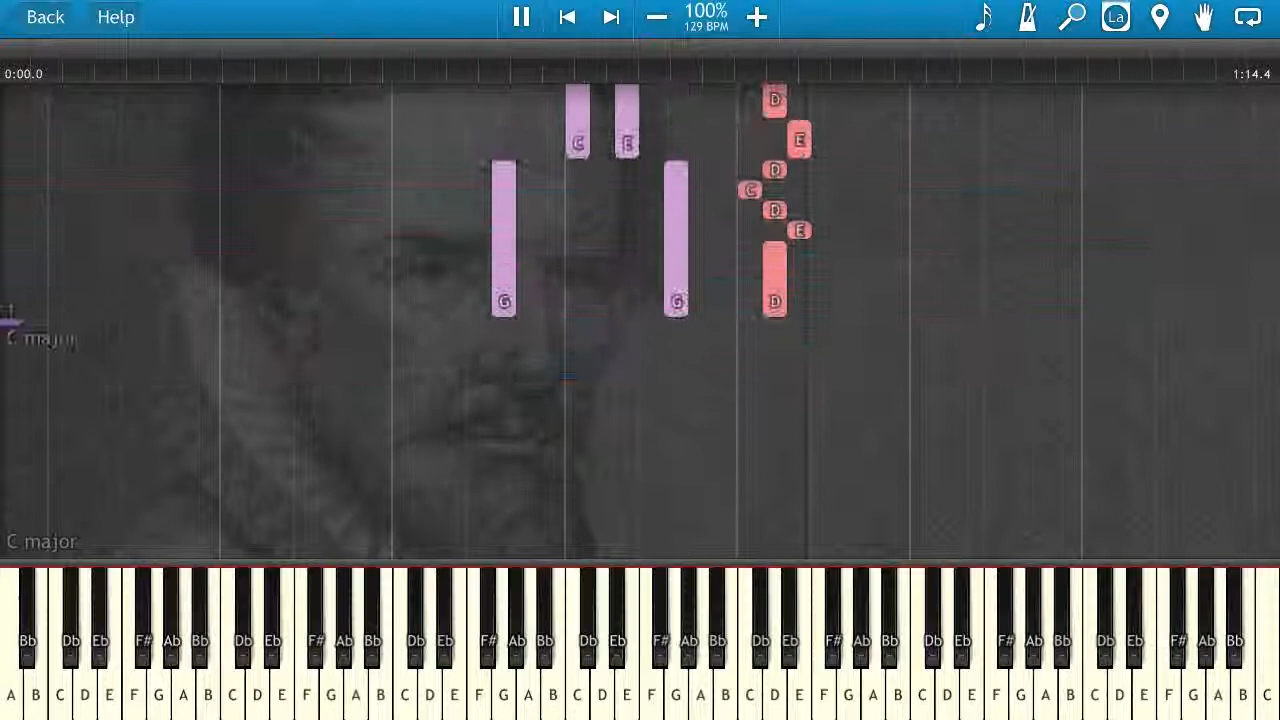 Back Help 100% La
129 BPM
0:00.0 1:14.4
D
C E E
D
C
D
E
G G D
C major
C major
Bb Db Eb F# Ab Bb Db Eb F# Ab Bb Db Eb F# Ab Bb Db Eb F# Ab Bb Db Eb F# Ab Bb Db Eb F# Ab Bb Db Eb F# Ab Bb
A B C D E F G A B C D E F G A B C D E F G A B C D E F G A B C D E F G A B C D E F G A B C D E F G A B C